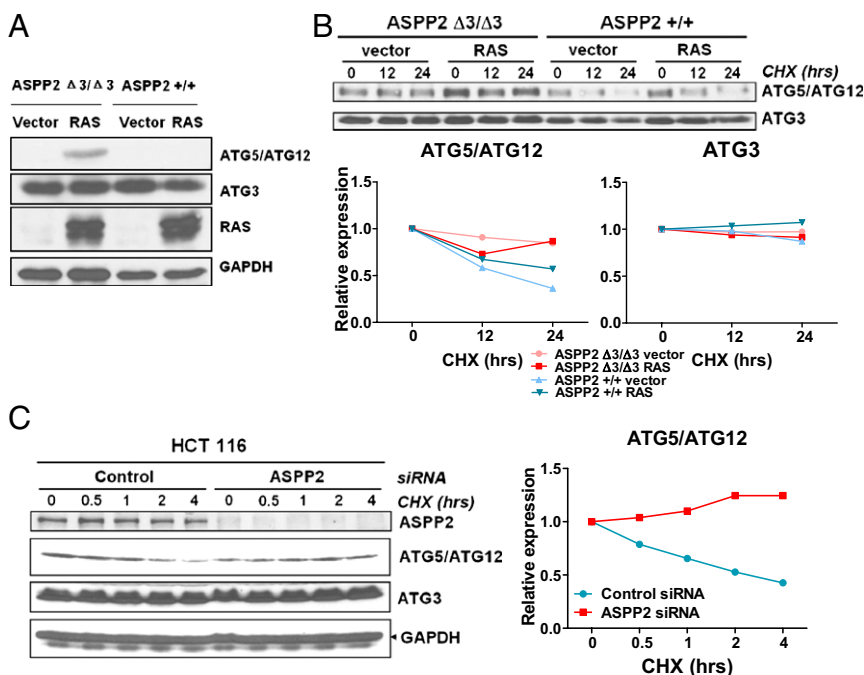 A
ASPP2 Δ3/Δ3 ASPP2 +/+
Vector RAS Vector RAS
ATG5/ATG12
ATG3
RAS
GAPDH
B
ASPP2 Δ3/Δ3 ASPP2 +/+
vector RAS vector RAS
0 12 24 0 12 24 0 12 24 0 12 24 CHX (hrs)
ATG5/ATG12
ATG3
ATG5/ATG12
Relative expression
1.5
1.0
0.5
0.0
0 12 24
CHX (hrs)
ATG3
1.5
1.0
0.5
0.0
0 12 24
CHX (hrs)
ASPP2 Δ3/Δ3 vector
ASPP2 Δ3/Δ3 RAS
ASPP2 +/+ vector
ASPP2 +/+ RAS
C
HCT 116
Control ASPP2 siRNA
0 0.5 1 2 4 0 0.5 1 2 4 CHX (hrs)
ASPP2
ATG5/ATG12
ATG3
GAPDH
ATG5/ATG12
Relative expression
1.5
1.0
0.5
0.0
Control siRNA
ASPP2 siRNA
0 0.5 1 2 4
CHX (hrs)